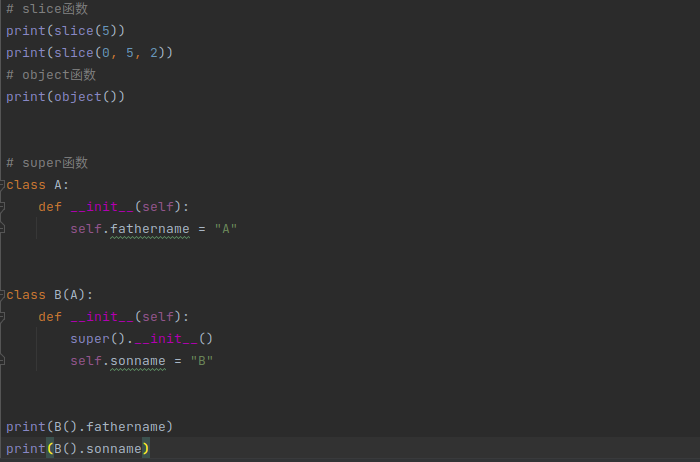 # slice函数
print(slice(5))
print(slice(0, 5, 2))
# object函数
print(object())
# super函数
class A:
    def __init__(self):
        self.fathername = "A"
class B(A):
    def __init__(self):
        super().__init__()
        self.sonname = "B"
print(B().fathername)
print(B().sonname)